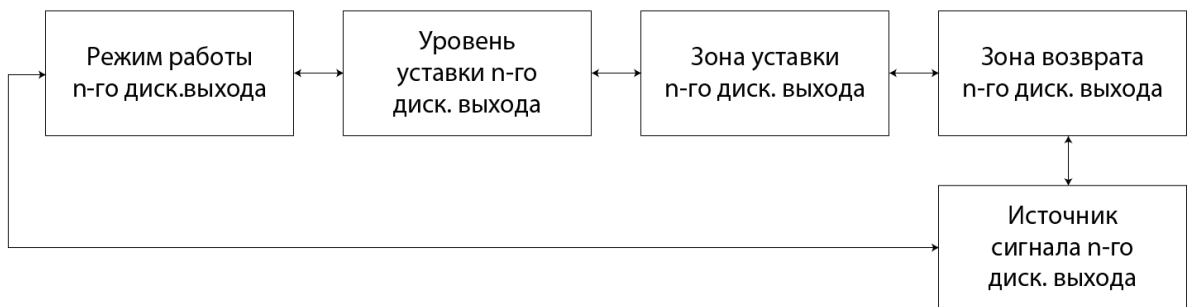 Режим работы
n-го диск.выхода
Уровень
уставки n-го
диск. выхода
Зона уставки
n-го диск. выхода
Зона возврата
n-го диск. выхода
Источник
сигнала n-го
диск. выхода